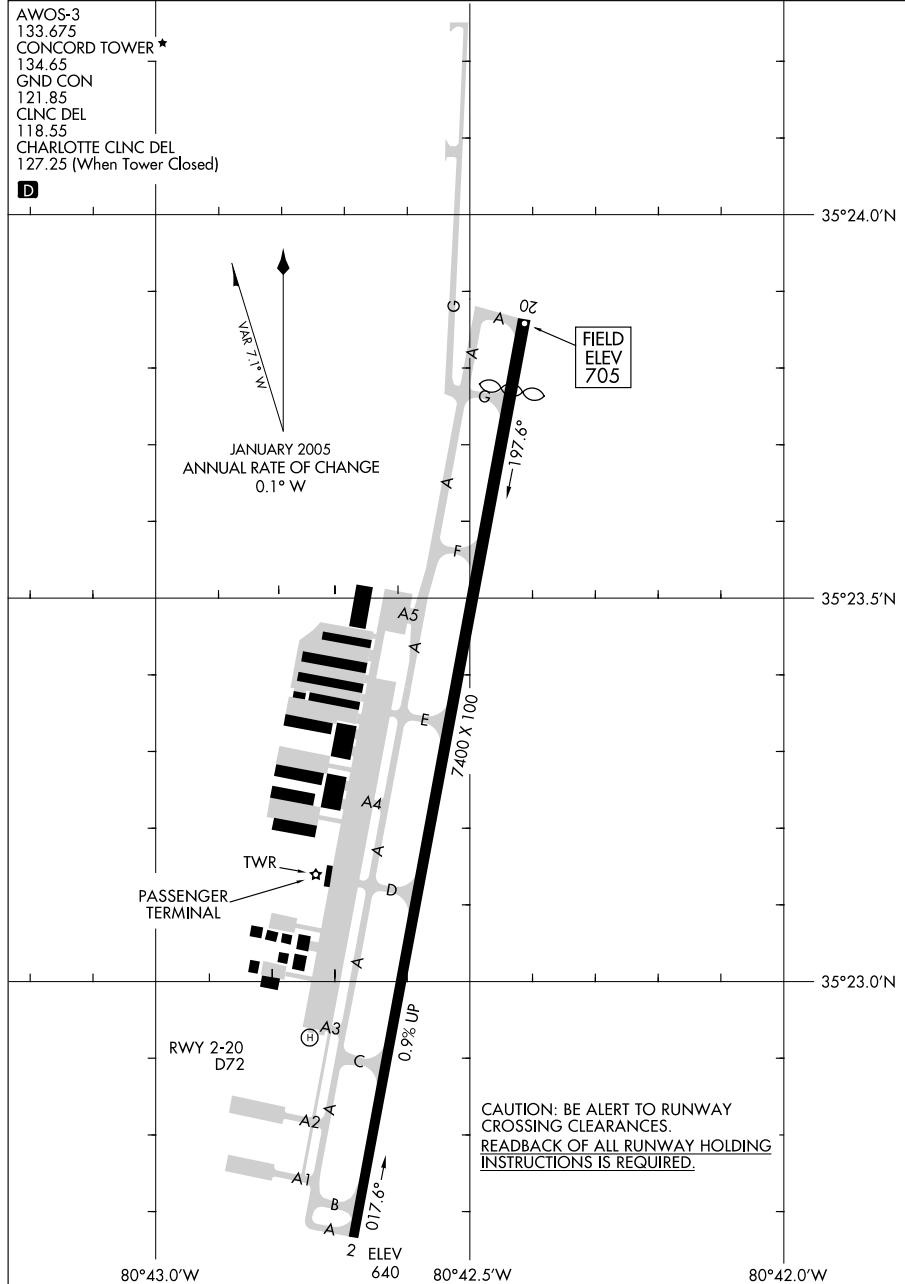 AWOS-3
133.675
CONCORD TOWER ★
134.65
GND CON
121.85
CLNC DEL
118.55
CHARLOTTE CLNC DEL
127.25 (When Tower Closed)
D
35°24.0'N
VAR 7.1° W
JANUARY 2005
ANNUAL RATE OF CHANGE
0.1° W
G
A
20
FIELD
ELEV
705
A
G
197.6°
A
F
35°23.5'N
A5
A
E
7400 X 100
A4
A
TWR
D
PASSENGER
TERMINAL
A
35°23.0'N
A3
H
0.9% UP
RWY 2-20
D72
C
A
A2
CAUTION: BE ALERT TO RUNWAY
CROSSING CLEARANCES.
READBACK OF ALL RUNWAY HOLDING
INSTRUCTIONS IS REQUIRED.
A1
017.6°
B
A
2
ELEV
640
80°43.0'W
80°42.5'W
80°42.0'W